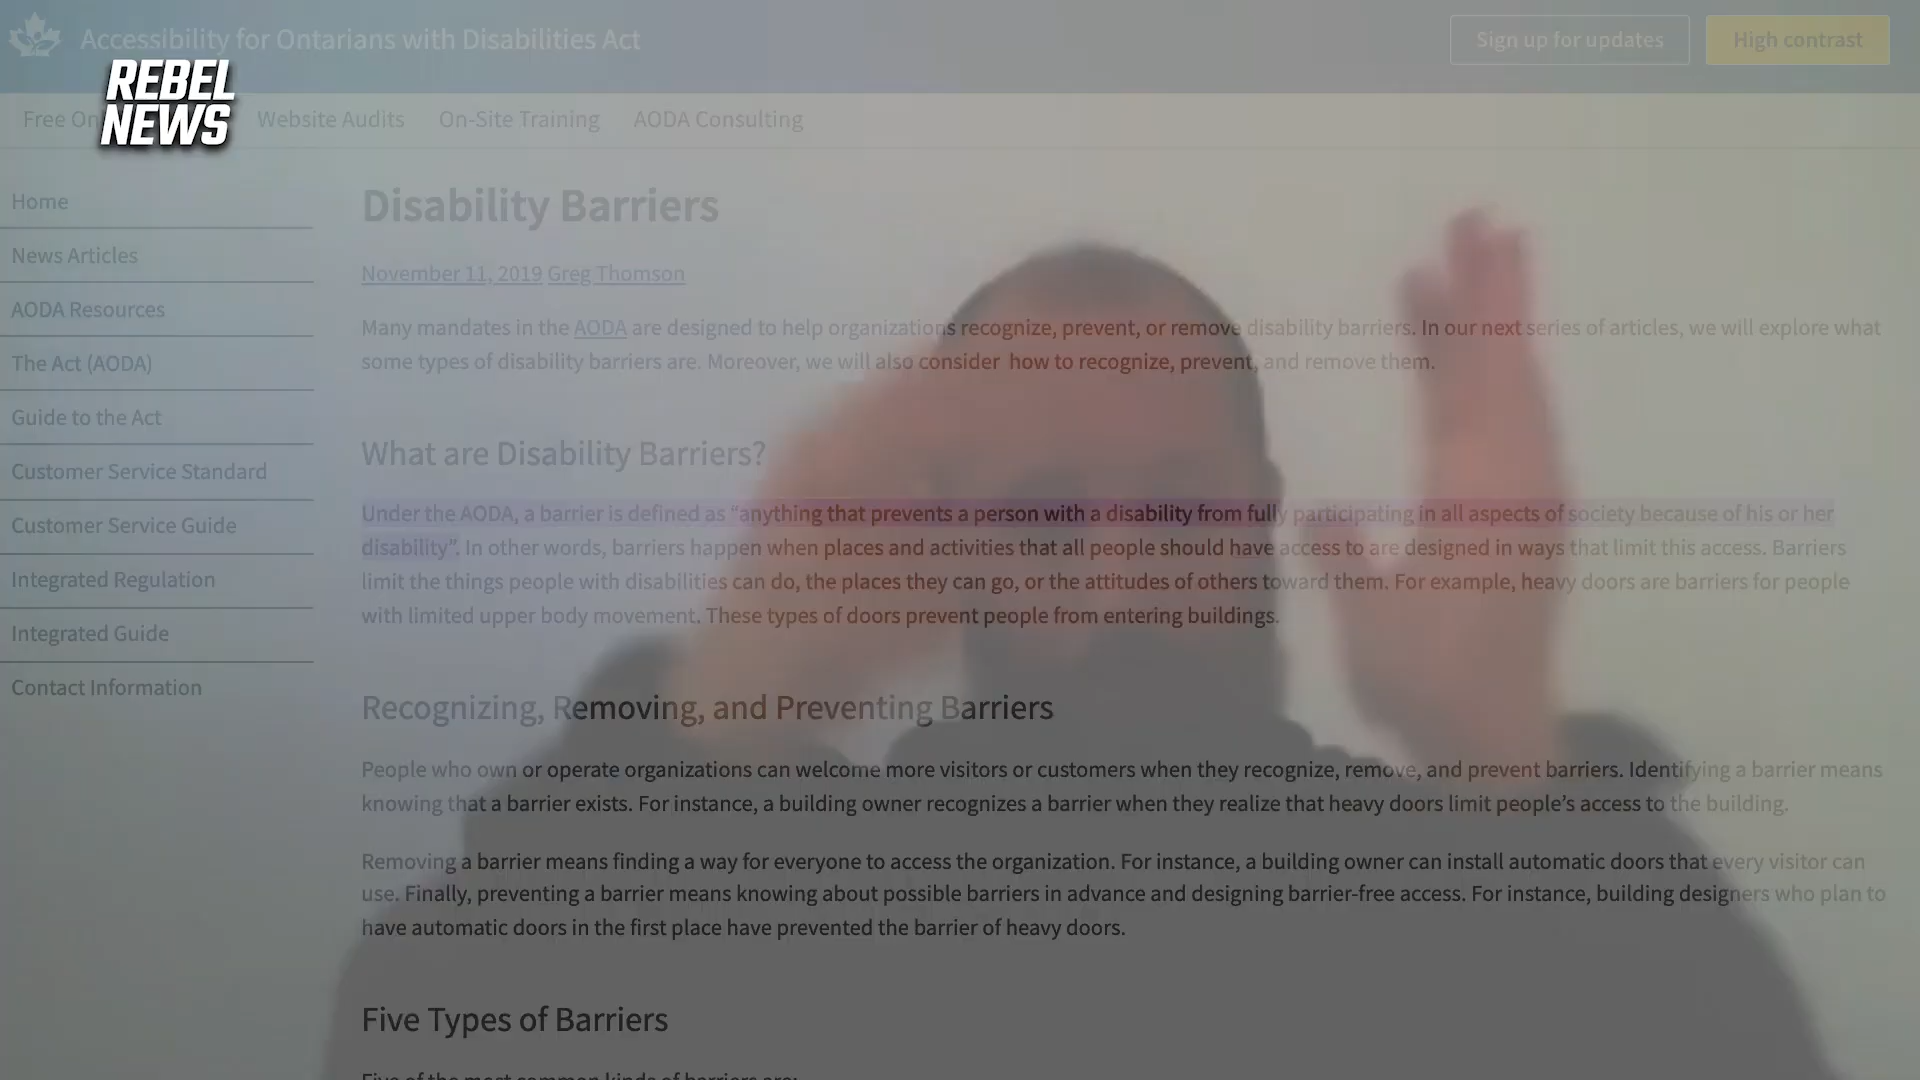 Accessibility for Ontarians with Disabilities Act
Sign up for updates
High contrast
REBEL
NEWS
Free On
Website Audits
On-Site Training
AODA Consulting
Home
News Articles
AODA Resources
The Act (AODA)
Guide to the Act
Customer Service Standard
Customer Service Guide
Integrated Regulation
Integrated Guide
Contact Information
Disability Barriers
November 11, 2019 Greg Thomson
Many mandates in the AODA are designed to help organizations recognize, prevent, or remove disability barriers. In our next series of articles, we will explore what
some types of disability barriers are. Moreover, we will also consider how to recognize, prevent, and remove them.
What are Disability Barriers?
Under the AODA, a barrier is defined as “anything that prevents a person with a disability from fully participating in all aspects of society because of his or her
disability”. In other words, barriers happen when places and activities that all people should have access to are designed in ways that limit this access. Barriers
limit the things people with disabilities can do, the places they can go, or the attitudes of others toward them. For example, heavy doors are barriers for people
with limited upper body movement. These types of doors prevent people from entering buildings.
Recognizing, Removing, and Preventing Barriers
People who own or operate organizations can welcome more visitors or customers when they recognize, remove, and prevent barriers. Identifying a barrier means
knowing that a barrier exists. For instance, a building owner recognizes a barrier when they realize that heavy doors limit people’s access to the building.
Removing a barrier means finding a way for everyone to access the organization. For instance, a building owner can install automatic doors that every visitor can
use. Finally, preventing a barrier means knowing about possible barriers in advance and designing barrier-free access. For instance, building designers who plan to
have automatic doors in the first place have prevented the barrier of heavy doors.
Five Types of Barriers
Five of the most common kinds of barriers are: